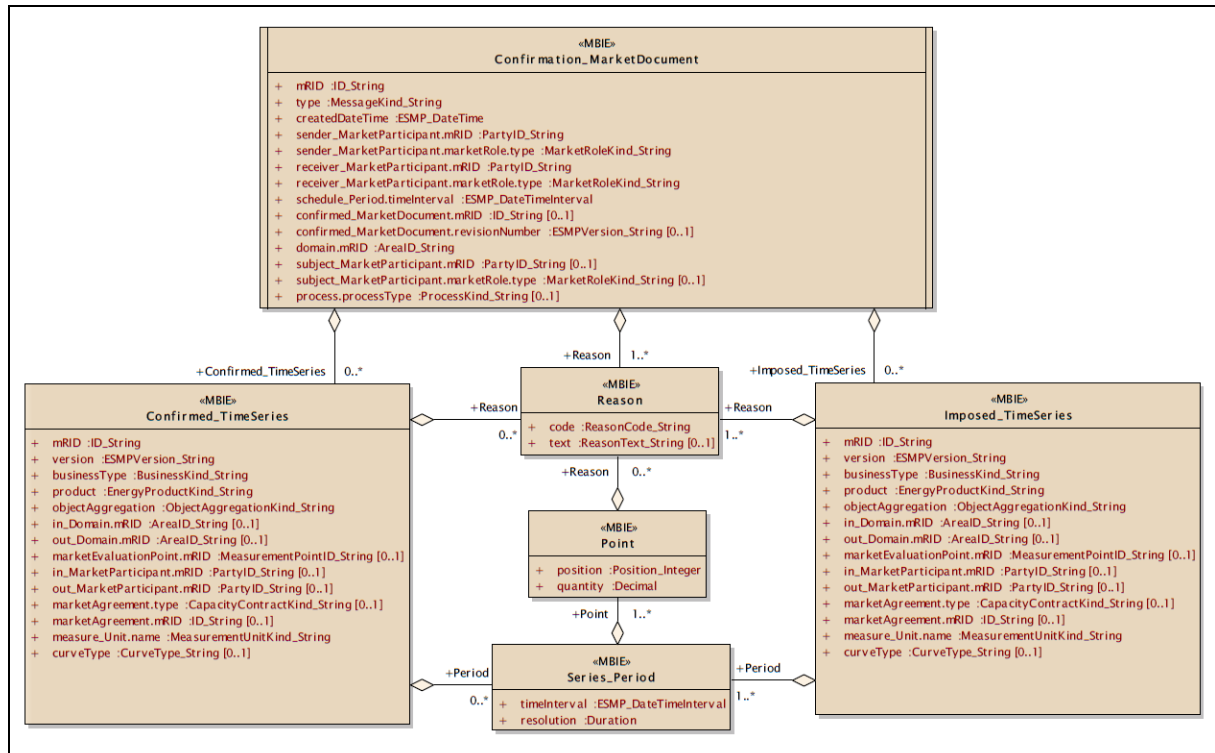 «MBIE»
Confirmation_MarketDocument
+ mRID :ID_String
+ type :MessageKind_String
+ createdDateTime :ESMP_DateTime
+ sender_MarketParticipant.mRID :PartyID_String
+ sender_MarketParticipant.marketRole.type :MarketRoleKind_String
+ receiver_MarketParticipant.mRID :PartyID_String
+ receiver_MarketParticipant.marketRole.type :MarketRoleKind_String
+ schedule_Period.timeInterval :ESMP_DateTimeInterval
+ confirmed_MarketDocument.mRID :ID_String [0..1]
+ confirmed_MarketDocument.revisionNumber :ESMPVersion_String [0..1]
+ domain.mRID :AreaID_String
+ subject_MarketParticipant.mRID :PartyID_String [0..1]
+ subject_MarketParticipant.marketRole.type :MarketRoleKind_String [0..1]
+ process.processType :ProcessKind_String [0..1]
+Confirmed_TimeSeries 0..*
+Reason 1..*
+Imposed_TimeSeries 0..*
«MBIE»
Confirmed_TimeSeries
+ mRID :ID_String
+ version :ESMPVersion_String
+ businessType :BusinessKind_String
+ product :EnergyProductKind_String
+ objectAggregation :ObjectAggregationKind_String
+ in_Domain.mRID :AreaID_String [0..1]
+ out_Domain.mRID :AreaID_String [0..1]
+ marketEvaluationPoint.mRID :MeasurementPointID_String [0..1]
+ in_MarketParticipant.mRID :PartyID_String [0..1]
+ out_MarketParticipant.mRID :PartyID_String [0..1]
+ marketAgreement.type :CapacityContractKind_String [0..1]
+ marketAgreement.mRID :ID_String [0..1]
+ measure_Unit.name :MeasurementUnitKind_String
+ curveType :CurveType_String [0..1]
+Reason
0..*
«MBIE»
Reason
+ code :ReasonCode_String
+ text :ReasonText_String [0..1]
+Reason
1..*
«MBIE»
Imposed_TimeSeries
+ mRID :ID_String
+ version :ESMPVersion_String
+ businessType :BusinessKind_String
+ product :EnergyProductKind_String
+ objectAggregation :ObjectAggregationKind_String
+ in_Domain.mRID :AreaID_String [0..1]
+ out_Domain.mRID :AreaID_String [0..1]
+ marketEvaluationPoint.mRID :MeasurementPointID_String [0..1]
+ in_MarketParticipant.mRID :PartyID_String [0..1]
+ out_MarketParticipant.mRID :PartyID_String [0..1]
+ marketAgreement.type :CapacityContractKind_String [0..1]
+ marketAgreement.mRID :ID_String [0..1]
+ measure_Unit.name :MeasurementUnitKind_String
+ curveType :CurveType_String [0..1]
+Reason 0..*
«MBIE»
Point
+ position :Position_Integer
+ quantity :Decimal
+Point 1..*
+Period
0..*
«MBIE»
Series_Period
+ timeInterval :ESMP_DateTimeInterval
+ resolution :Duration
+Period
1..*